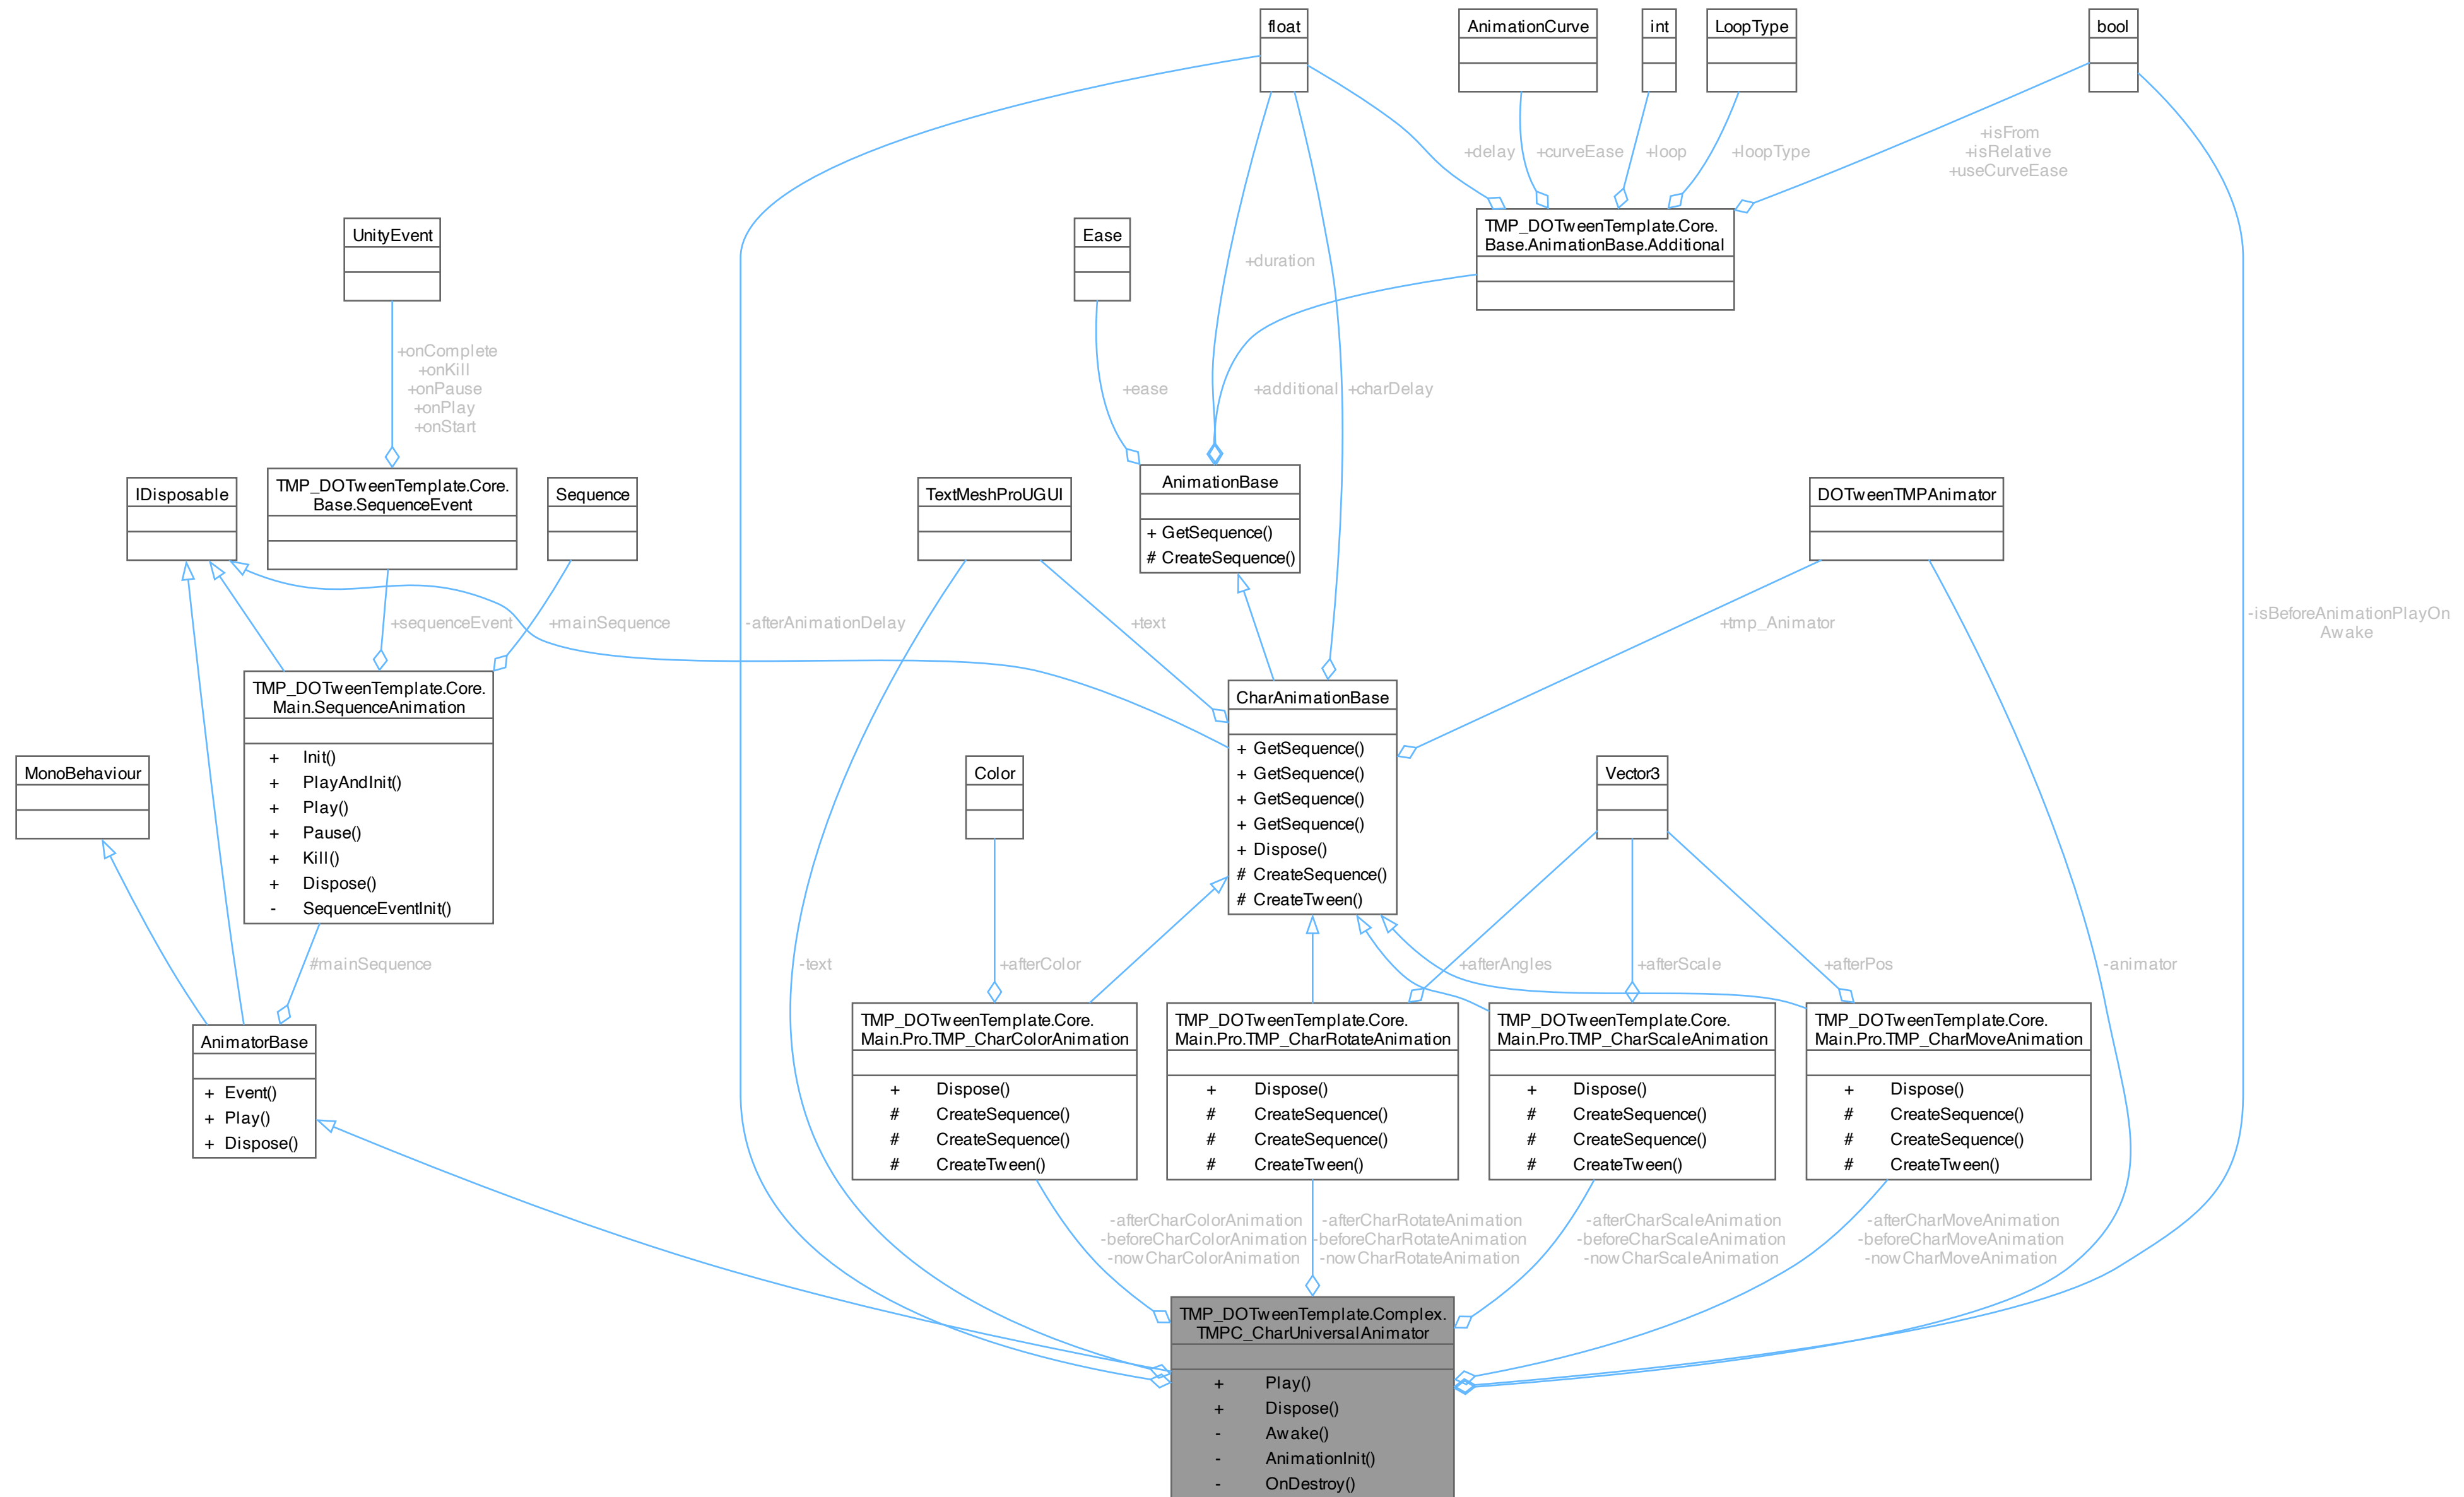 float
AnimationCurve
int
LoopType
bool
+delay
+curveEase
+loop
+loopType
+isFrom
+isRelative
+useCurveEase
UnityEvent
Ease
+duration
TMP_DOTweenTemplate.Core.
Base.AnimationBase.Additional
+onComplete
+onKill
+onPause
+onPlay
+onStart
+ease
+additional
+charDelay
IDisposable
TMP_DOTweenTemplate.Core.
Base.SequenceEvent
Sequence
TextMeshProUGUI
AnimationBase
+ GetSequence()
# CreateSequence()
DOTweenTMPAnimator
+sequenceEvent
+mainSequence
-afterAnimationDelay
+text
+tmp_Animator
-isBeforeAnimationPlayOn
Awake
MonoBehaviour
TMP_DOTweenTemplate.Core.
Main.SequenceAnimation
+ Init()
+ PlayAndInit()
+ Play()
+ Pause()
+ Kill()
+ Dispose()
- SequenceEventInit()
Color
CharAnimationBase
+ GetSequence()
+ GetSequence()
+ GetSequence()
+ GetSequence()
+ Dispose()
# CreateSequence()
# CreateTween()
Vector3
#mainSequence
-text
+afterColor
+afterAngles
+afterScale
+afterPos
-animator
AnimatorBase
+ Event()
+ Play()
+ Dispose()
TMP_DOTweenTemplate.Core.
Main.Pro.TMP_CharColorAnimation
+ Dispose()
# CreateSequence()
# CreateSequence()
# CreateTween()
TMP_DOTweenTemplate.Core.
Main.Pro.TMP_CharRotateAnimation
+ Dispose()
# CreateSequence()
# CreateSequence()
# CreateTween()
TMP_DOTweenTemplate.Core.
Main.Pro.TMP_CharScaleAnimation
+ Dispose()
# CreateSequence()
# CreateSequence()
# CreateTween()
TMP_DOTweenTemplate.Core.
Main.Pro.TMP_CharMoveAnimation
+ Dispose()
# CreateSequence()
# CreateSequence()
# CreateTween()
-afterCharColorAnimation
-beforeCharColorAnimation
-nowCharColorAnimation
-afterCharRotateAnimation
-beforeCharRotateAnimation
-nowCharRotateAnimation
-afterCharScaleAnimation
-beforeCharScaleAnimation
-nowCharScaleAnimation
-afterCharMoveAnimation
-beforeCharMoveAnimation
-nowCharMoveAnimation
TMP_DOTweenTemplate.Complex.
TMPC_CharUniversalAnimator
+ Play()
+ Dispose()
- Awake()
- AnimationInit()
- OnDestroy()